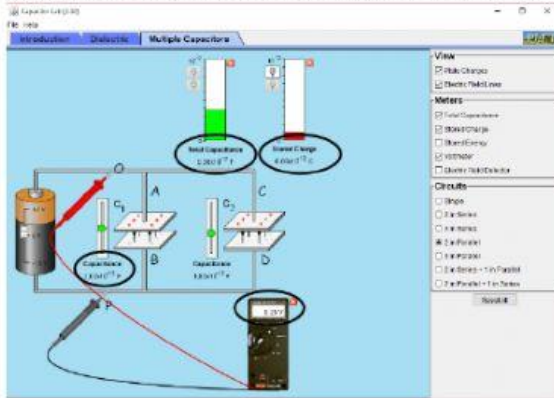 Capacitor Lab (1.02)
File Help
Introduction
Dielectric
Multiple Capacitors
View
Plate Charges
Electric Field Lines
Meters
Total Capacitance
Stored Charge
Stored Energy
Voltmeter
Electric Field Detector
Circuits
Single
2 in Series
3 in Series
2 in Parallel
3 in Parallel
2 in Series + 1 in Parallel
2 in Parallel + 1 in Series
Reset All
Total Capacitance
Stored Charge
O
A
C
C1
C2
B
D
Capacitance
Capacitance
P